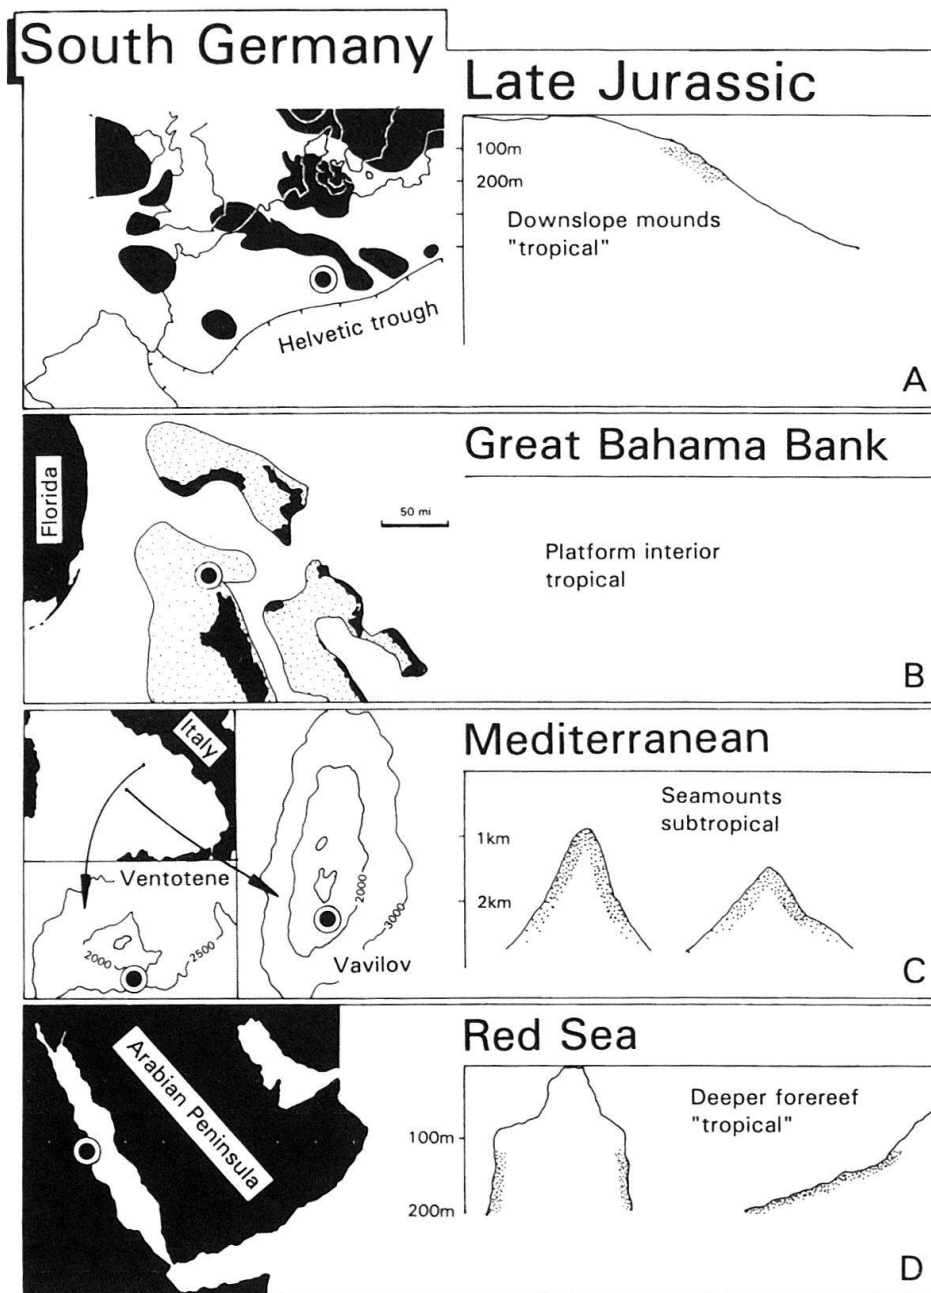 South Germany
Late Jurassic
100m
200m
Downslope mounds
"tropical"
Helvetic trough
A
Great Bahama Bank
Florida
50 mi
Platform interior
tropical
B
Mediterranean
Italy
Seamounts
subtropical
1km
2km
Ventotene
2000
2500
2000
3000
Vavilov
C
Red Sea
Arabian Peninsula
Deeper forereef
"tropical"
100m
200m
D